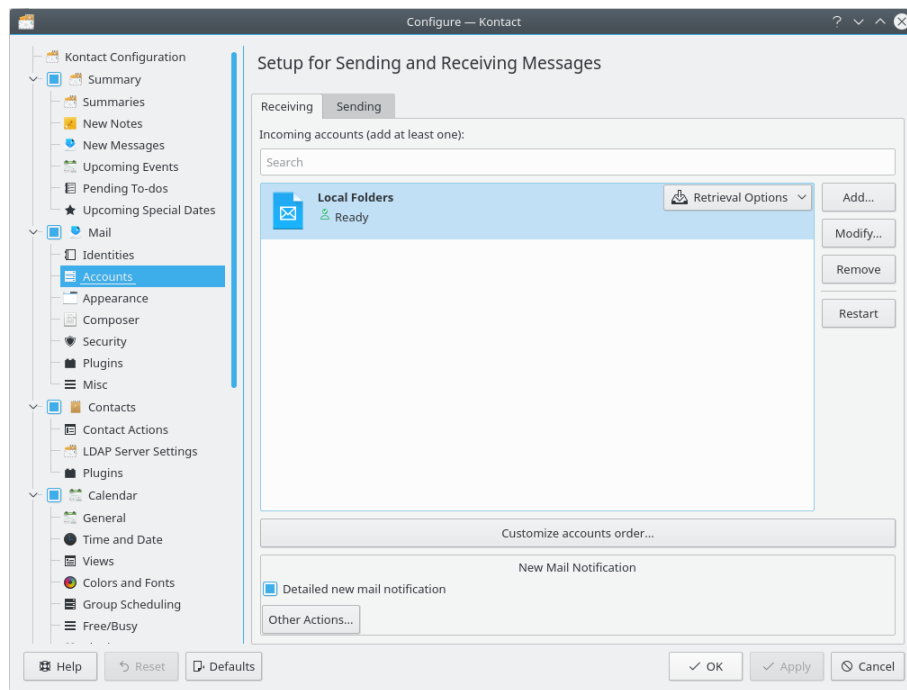 Configure — Kontact
Kontact Configuration
Summary
Summaries
New Notes
New Messages
Upcoming Events
Pending To-dos
Upcoming Special Dates
Mail
Identities
Accounts
Appearance
Composer
Security
Plugins
Misc
Contacts
Contact Actions
LDAP Server Settings
Plugins
Calendar
General
Time and Date
Views
Colors and Fonts
Group Scheduling
Free/Busy
Setup for Sending and Receiving Messages
Receiving Sending
Incoming accounts (add at least one):
Search
Local Folders
Ready
Retrieval Options
Add...
Modify...
Remove
Restart
Customize accounts order...
New Mail Notification
Detailed new mail notification
Other Actions...
Help Reset Defaults OK Apply Cancel